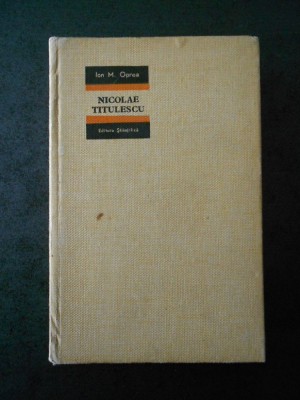 Ion M. Oprea
NICOLAE
TITULESCU
Editura Științifică